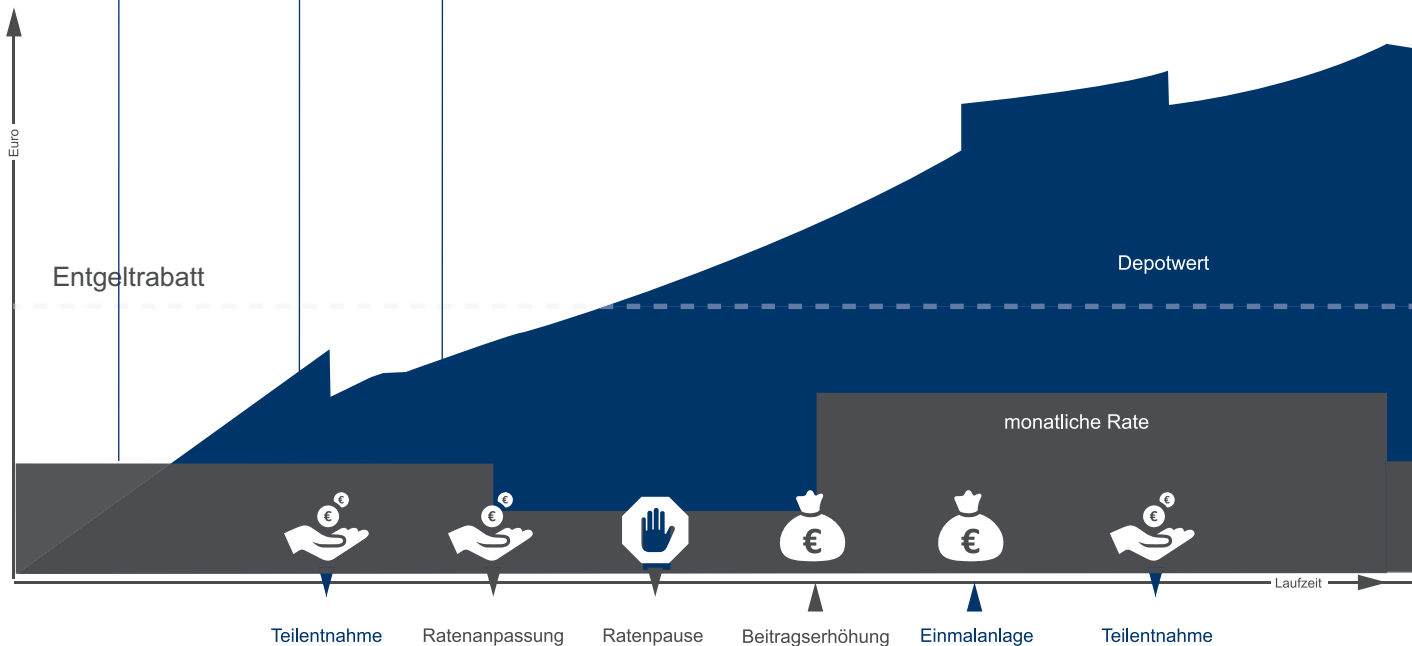 Euro
Entgeltrabatt
Depotwert
monatliche Rate
€ € € € € € € €
Laufzeit
Teilentnahme Ratenanpassung Ratenpause Beitragserhöhung Einmalanlage Teilentnahme